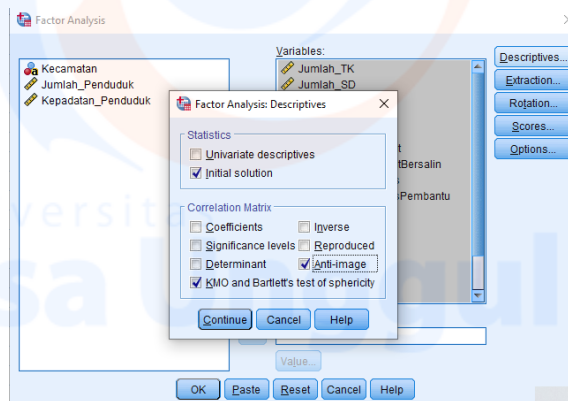 Factor Analysis
Variables:
Kecamatan
Jumlah_Penduduk
Kepadatan_Penduduk
Jumlah_TK
Jumlah_SD
tBersalin
sPembantu
Descriptives...
Extraction...
Rotation...
Scores...
Options...
Factor Analysis: Descriptives
Statistics
Univariate descriptives
Initial solution
Correlation Matrix
Coefficients Inverse
Significance levels Reproduced
Determinant Anti-image
KMO and Bartlett's test of sphericity
Continue Cancel Help
Value...
OK Paste Reset Cancel Help